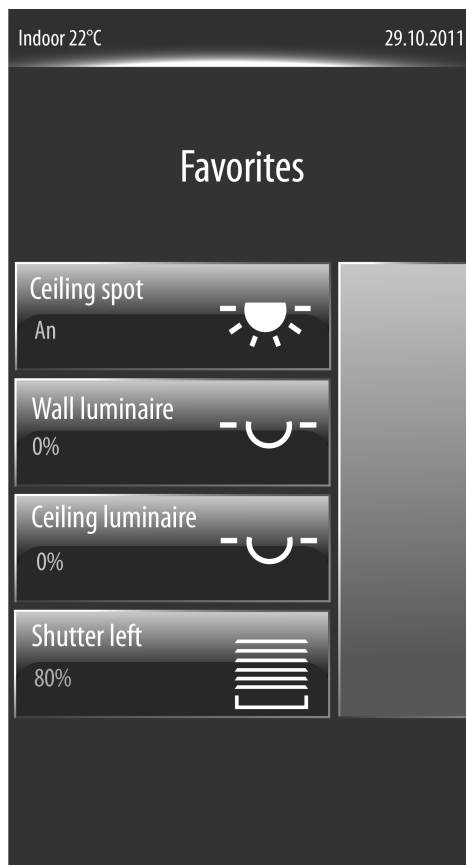 Indoor 22°C 29.10.2011
Favorites
Ceiling spot
An
Wall luminaire
0%
Ceiling luminaire
0%
Shutter left
80%